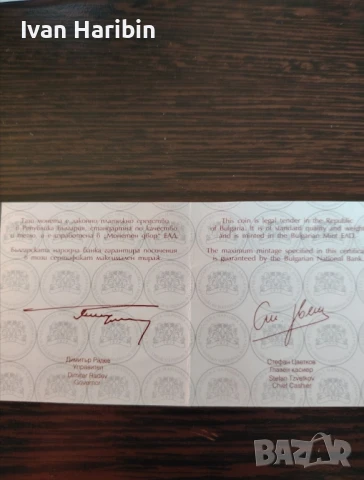 Ivan Haribin
Тази монета е законно платежно средство
в Република България, стандартна по качество
и тегло, и е изработена в "Монетен двор" ЕАД.
Българската народна банка гарантира посочения
в този сертификат максимален тираж.
Димитър Радев
Управител
Dimitar Radev
Governor
This coin is legal tender in the Republic
of Bulgaria. It is of standard quality and weight
and is minted in the Bulgarian Mint EAD.
The maximum mintage specified in this certificate
is guaranteed by the Bulgarian National Bank.
Стефан Цветков
Главен касиер
Stefan Tsvetkov
Chief Cashier
BAZAR
bg